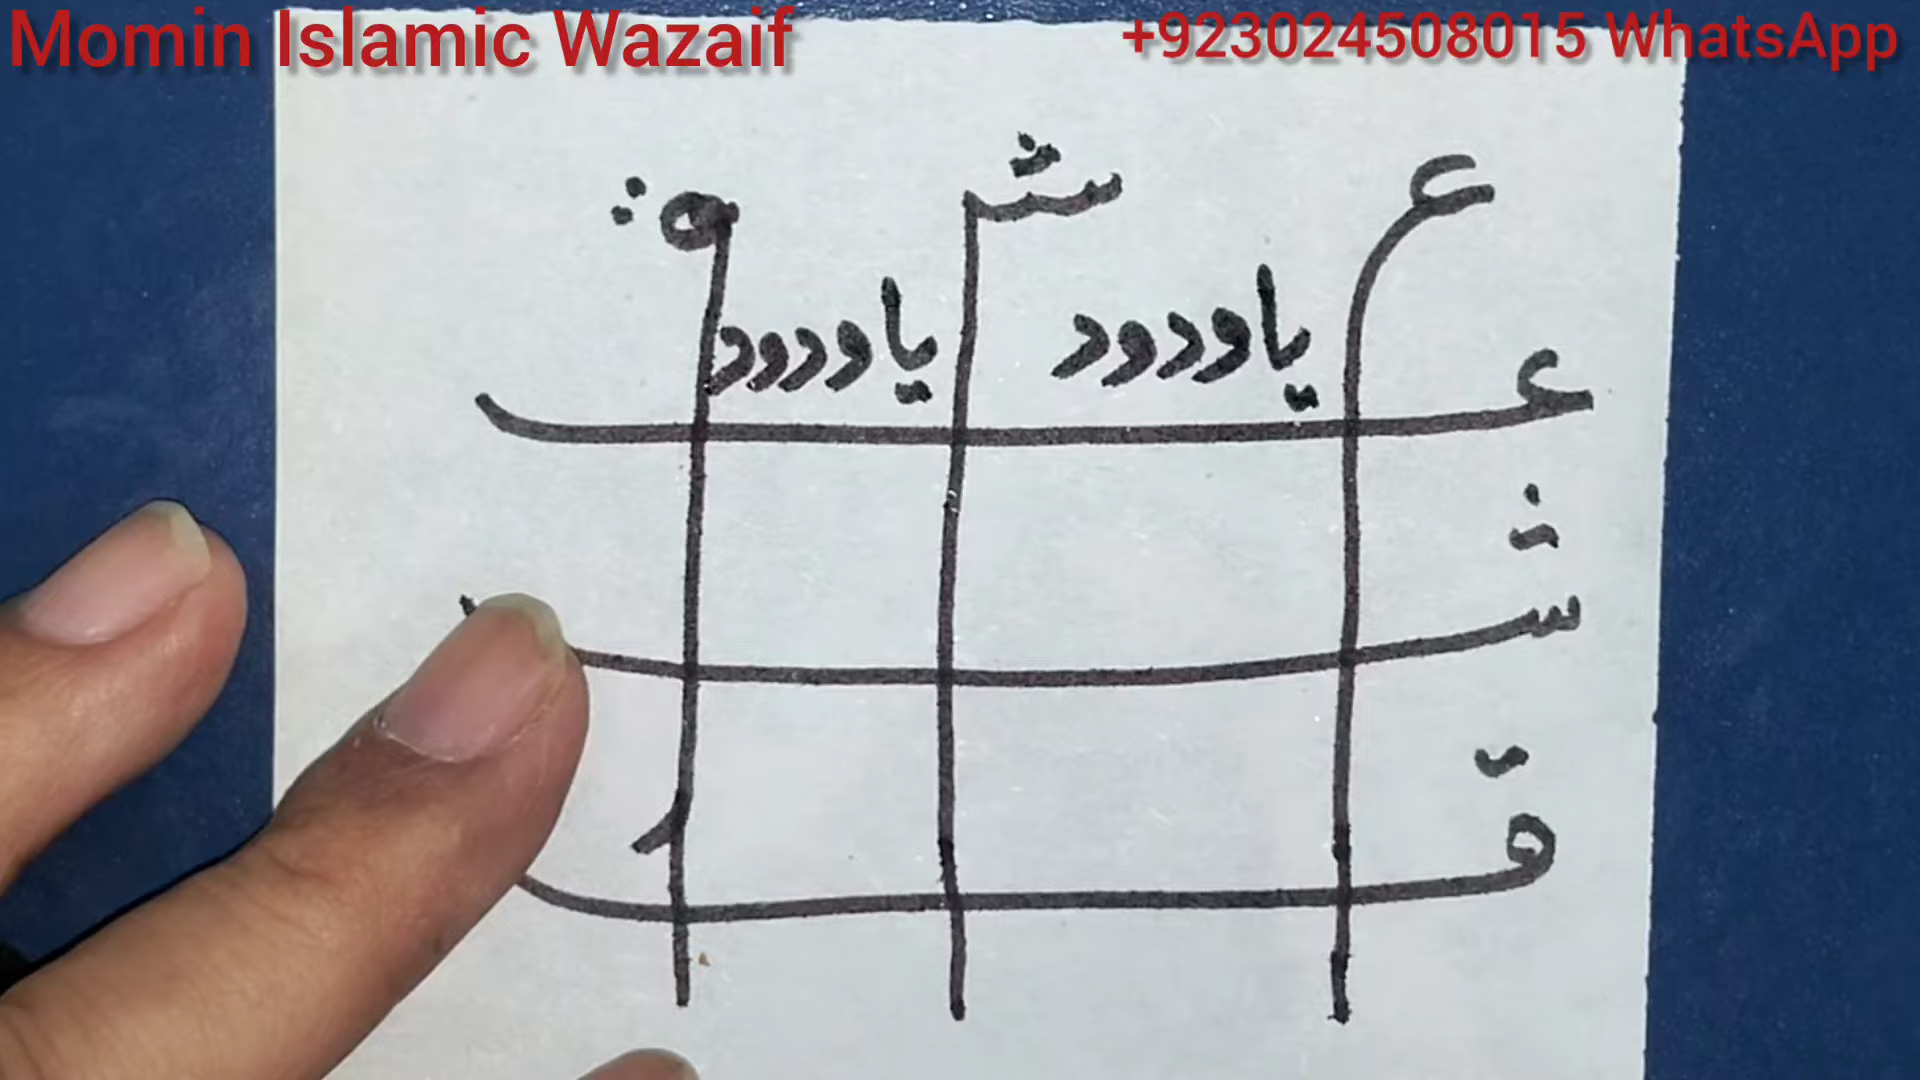 Momin Islamic Wazaif +923024508015 WhatsApp
ع ش ق
یاودود یاودود
ع
ش
ق